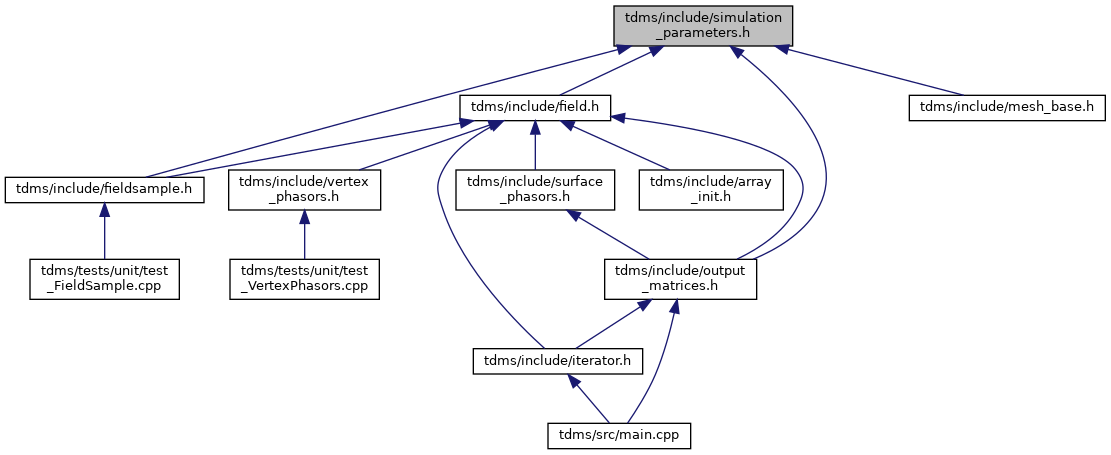 tdms/include/simulation
_parameters.h
tdms/include/field.h
tdms/include/mesh_base.h
tdms/include/fieldsample.h
tdms/include/vertex
_phasors.h
tdms/include/surface
_phasors.h
tdms/include/array
_init.h
tdms/tests/unit/test
_FieldSample.cpp
tdms/tests/unit/test
_VertexPhasors.cpp
tdms/include/output
_matrices.h
tdms/include/iterator.h
tdms/src/main.cpp